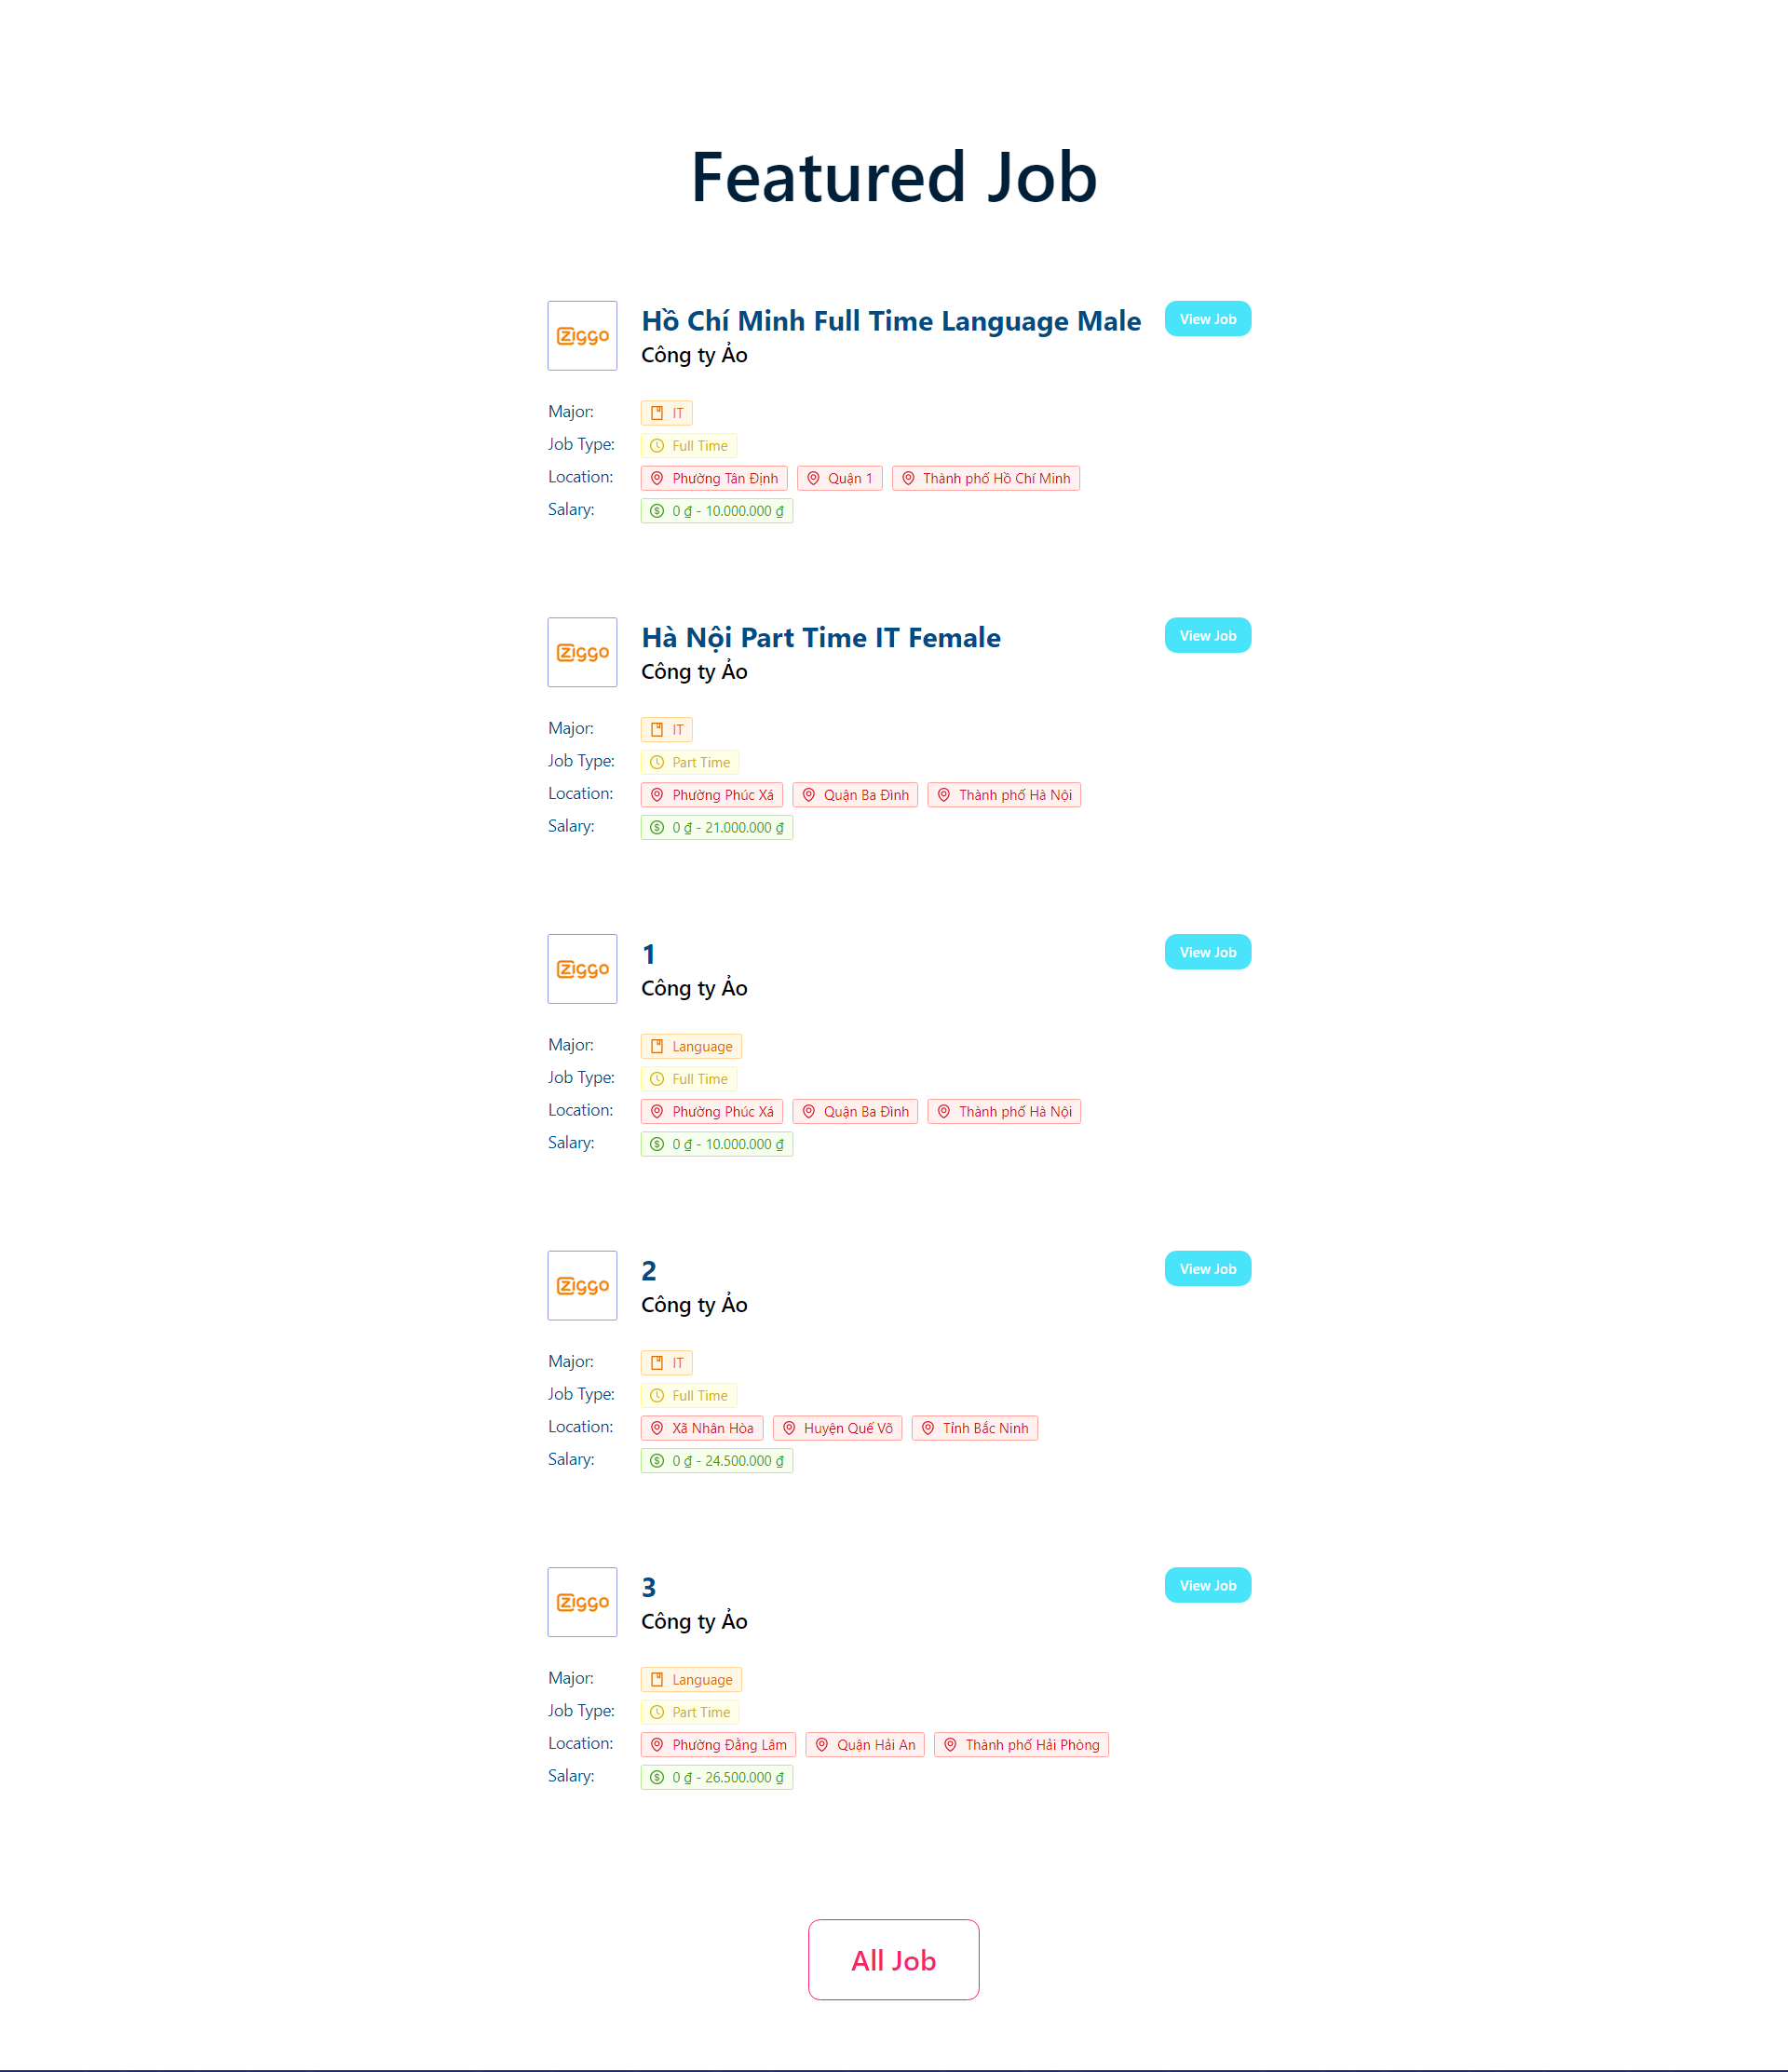 Featured Job
ziggo
Hồ Chí Minh Full Time Language Male
View Job
Công ty Ảo
Major: IT
Job Type: Full Time
Location: Phường Tân Định Quận 1 Thành phố Hồ Chí Minh
Salary: 0 ₫ - 10.000.000 ₫
ziggo
Hà Nội Part Time IT Female
View Job
Công ty Ảo
Major: IT
Job Type: Part Time
Location: Phường Phúc Xá Quận Ba Đình Thành phố Hà Nội
Salary: 0 ₫ - 21.000.000 ₫
ziggo
1
View Job
Công ty Ảo
Major: Language
Job Type: Full Time
Location: Phường Phúc Xá Quận Ba Đình Thành phố Hà Nội
Salary: 0 ₫ - 10.000.000 ₫
ziggo
2
View Job
Công ty Ảo
Major: IT
Job Type: Full Time
Location: Xã Nhân Hòa Huyện Quế Võ Tỉnh Bắc Ninh
Salary: 0 ₫ - 24.500.000 ₫
ziggo
3
View Job
Công ty Ảo
Major: Language
Job Type: Part Time
Location: Phường Đằng Lâm Quận Hải An Thành phố Hải Phòng
Salary: 0 ₫ - 26.500.000 ₫
All Job